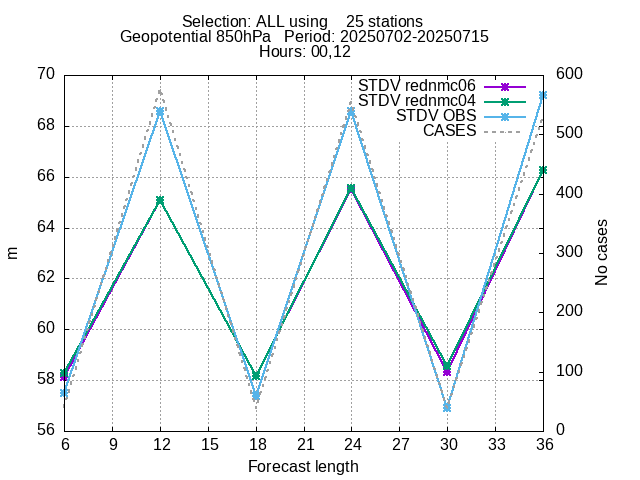 Selection: ALL using    25 stations
Geopotential 850hPa   Period: 20250702-20250715
Hours: 00,12
STDV rednmc06
STDV rednmc04
STDV OBS
CASES
70
68
66
64
62
60
58
56
m
600
500
400
300
200
100
0
No cases
6 9 12 15 18 21 24 27 30 33 36
Forecast length